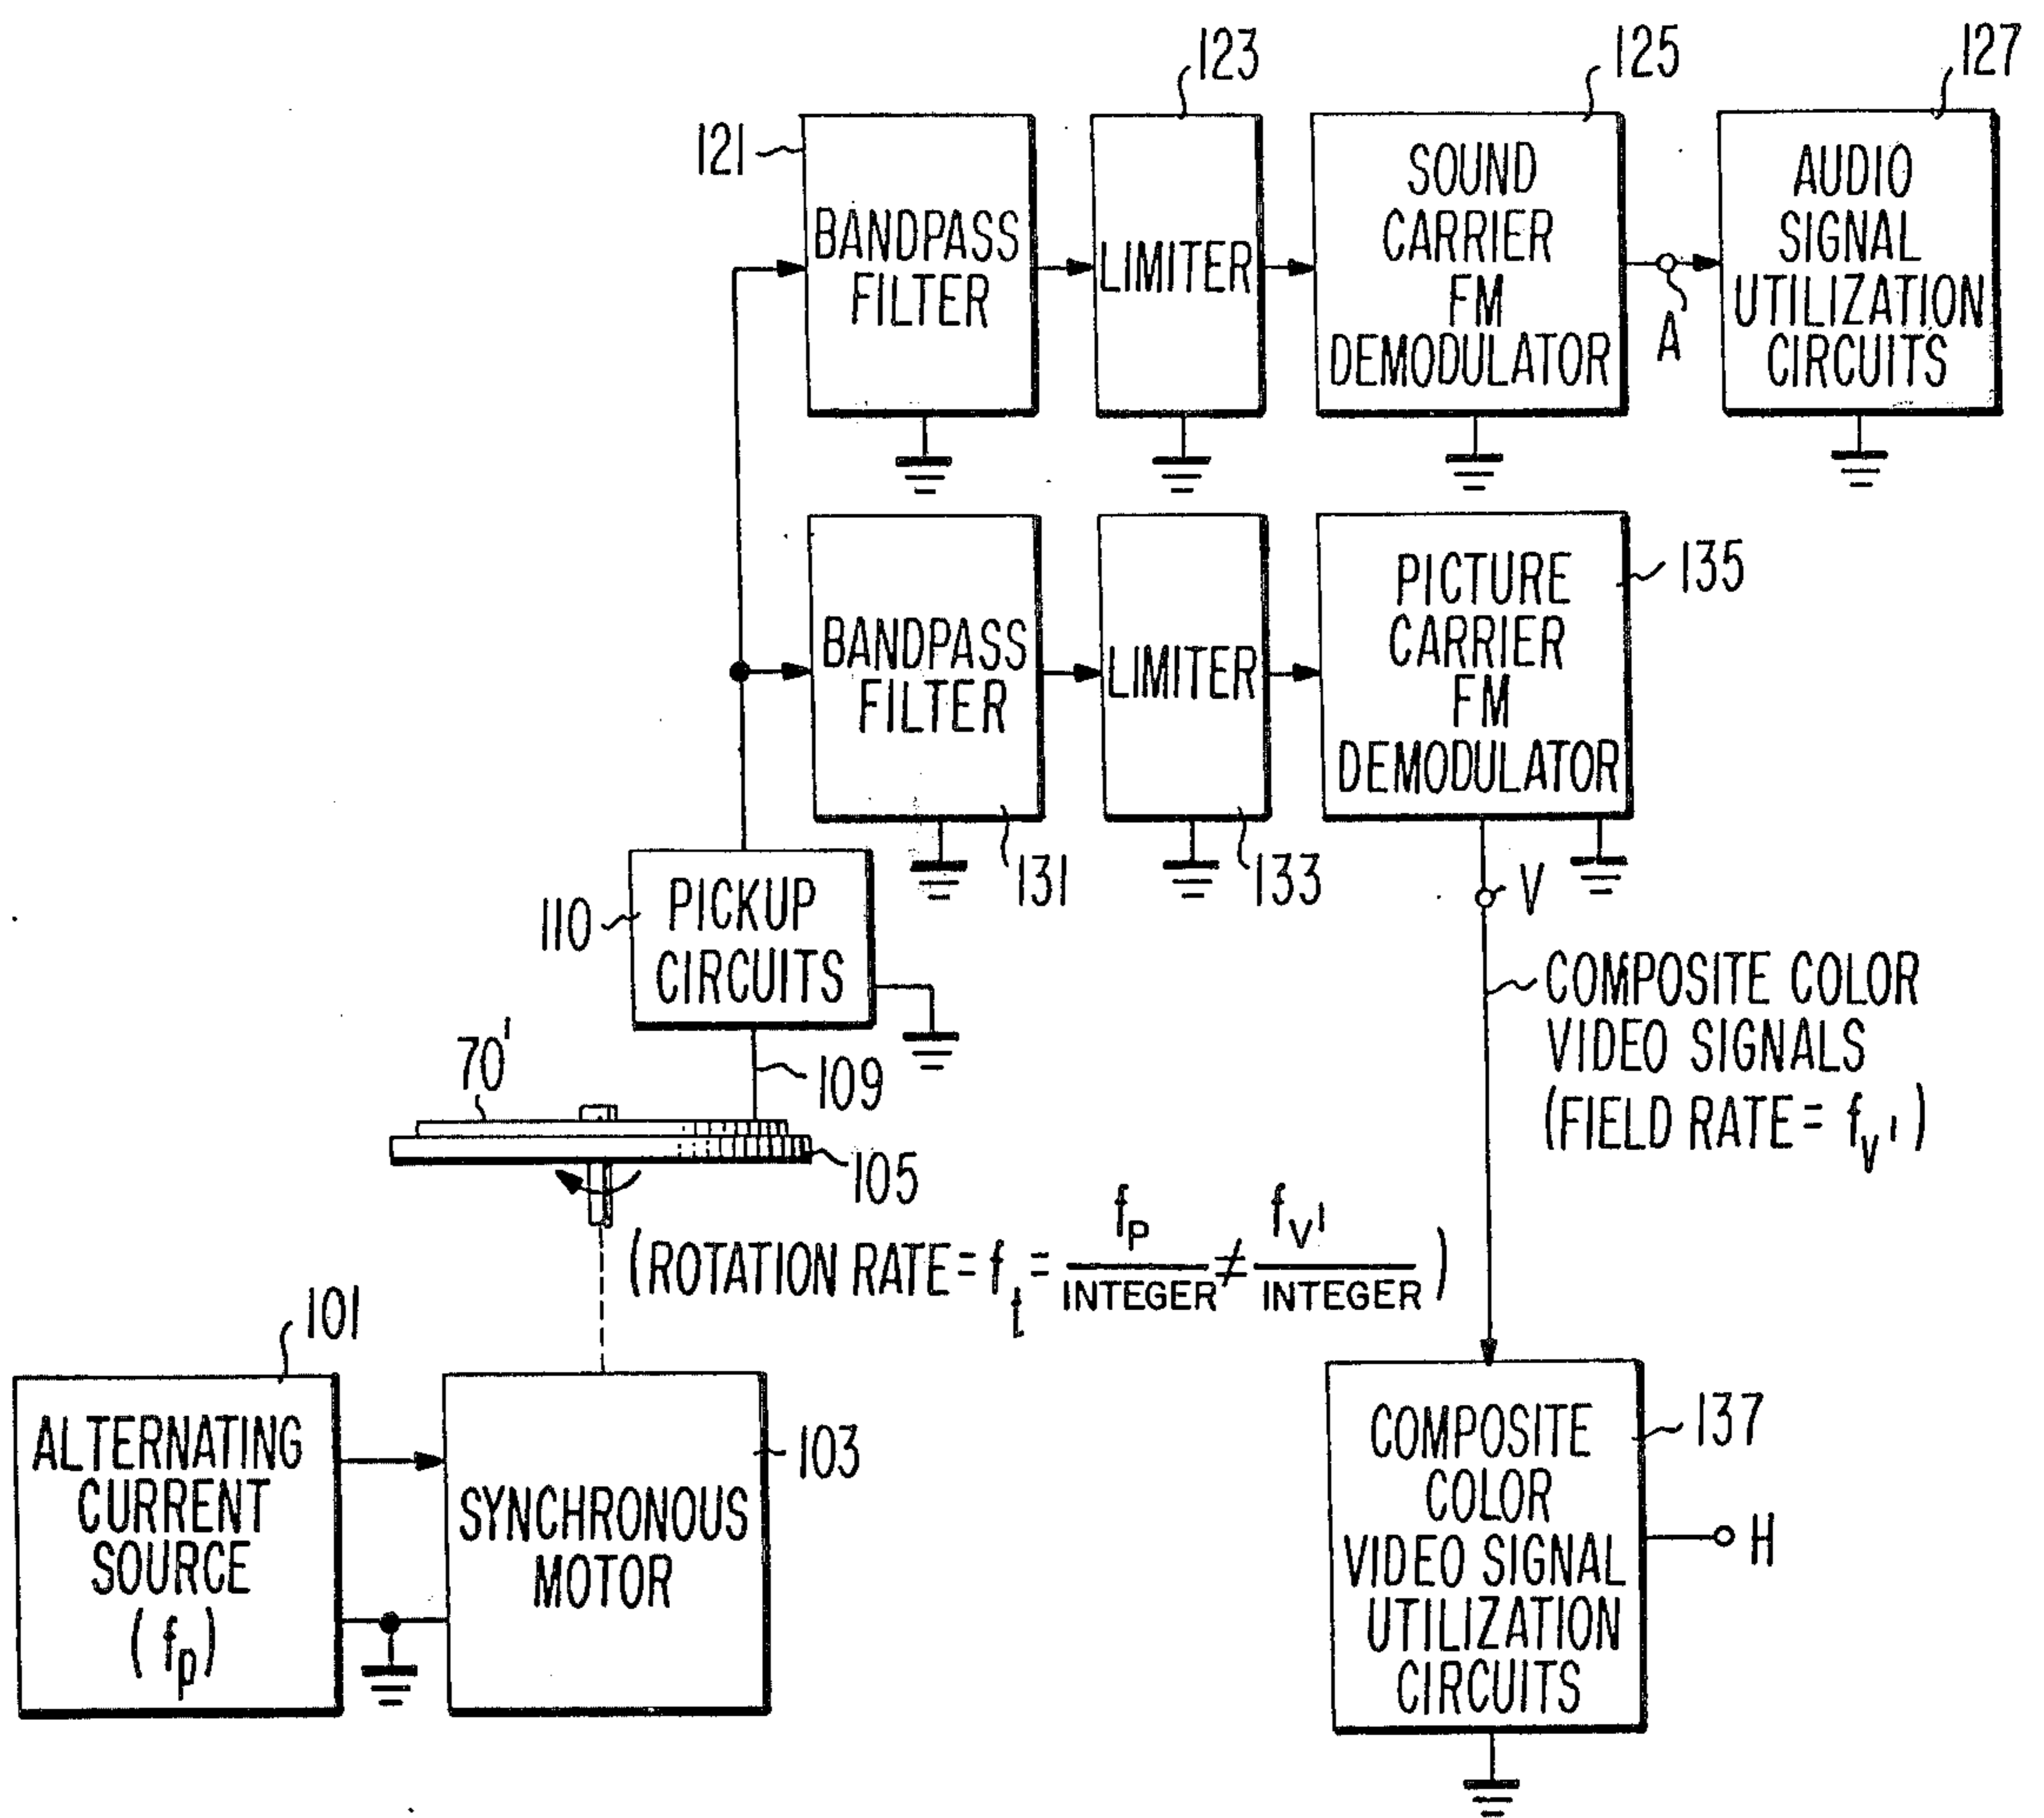 123
125
127
121
BANDPASS
FILTER
LIMITER
SOUND
CARRIER
FM
DEMODULATOR
A
AUDIO
SIGNAL
UTILIZATION
CIRCUITS
BANDPASS
FILTER
131
LIMITER
133
PICTURE
CARRIER
FM
DEMODULATOR
135
V
110
PICKUP
CIRCUITS
COMPOSITE COLOR
VIDEO SIGNALS
(FIELD RATE = fv')
70'
109
105
(ROTATION RATE = ft = fp/INTEGER ≠ fv'/INTEGER)
101
ALTERNATING
CURRENT
SOURCE
(fp)
103
SYNCHRONOUS
MOTOR
137
COMPOSITE
COLOR
VIDEO SIGNAL
UTILIZATION
CIRCUITS
H